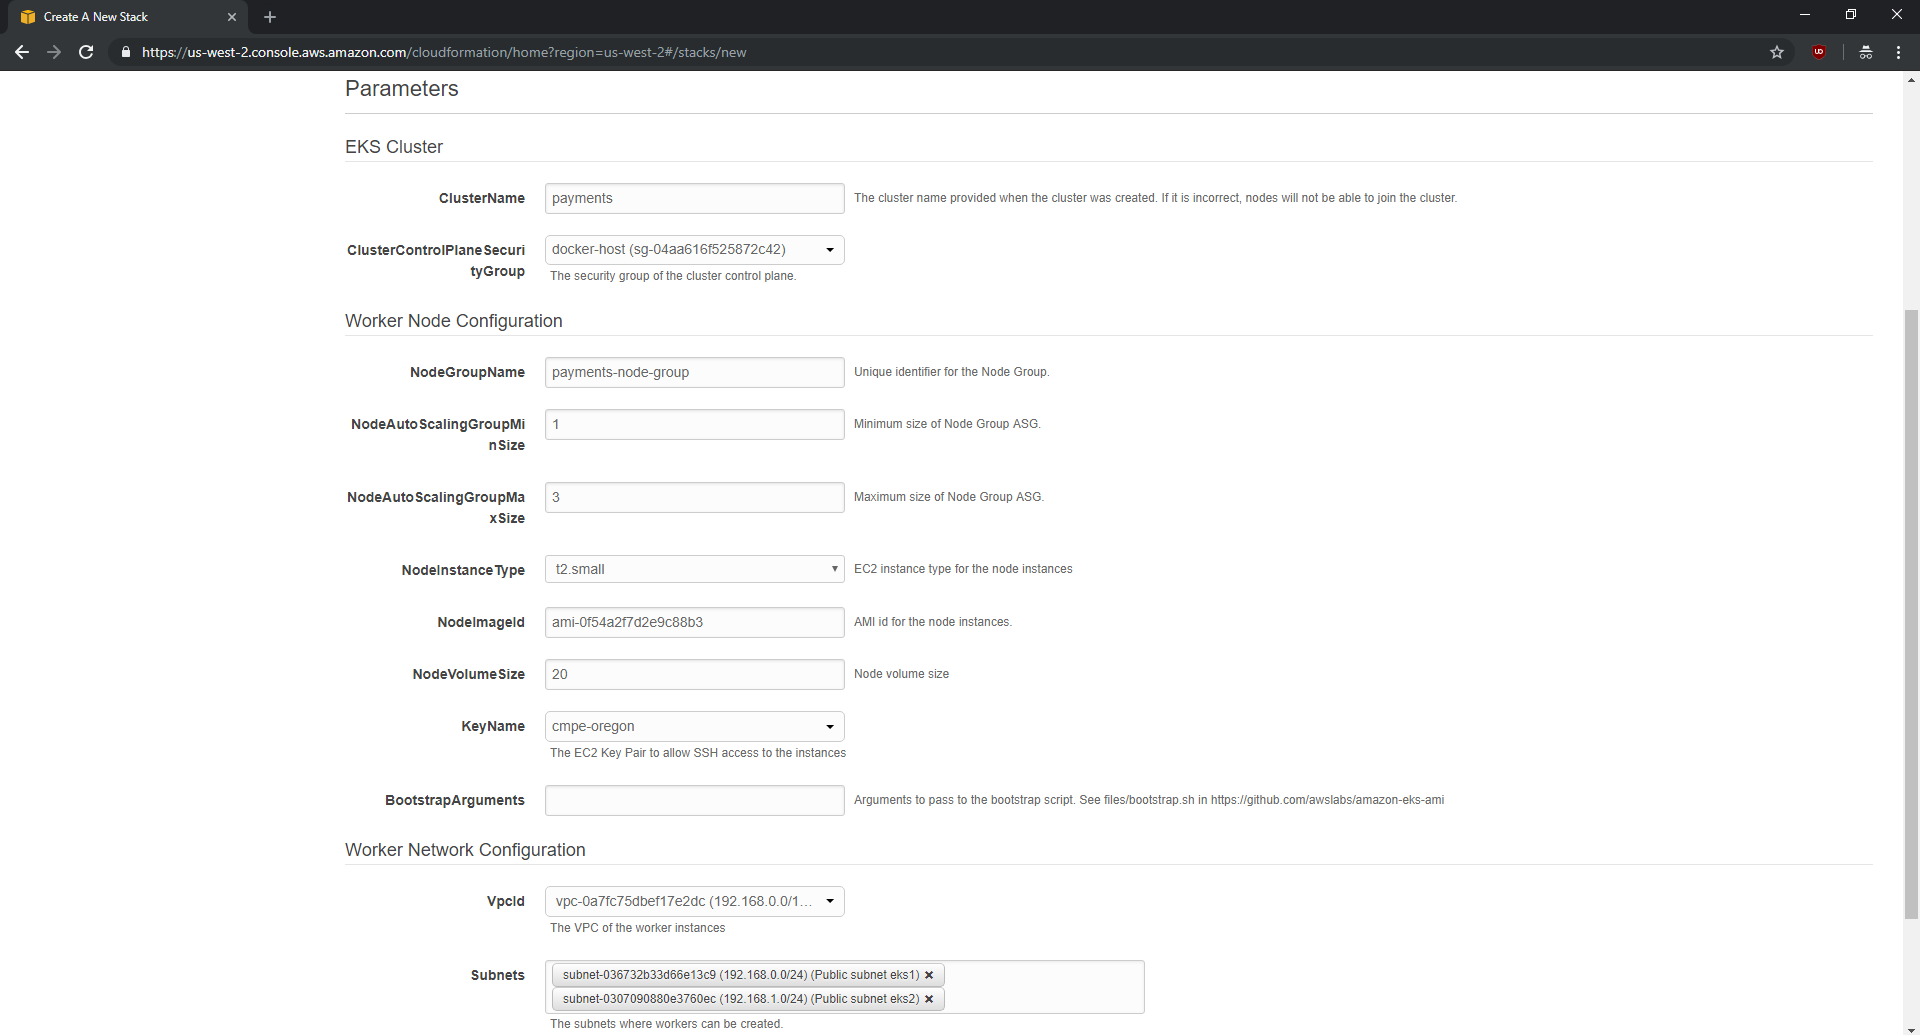 Create A New Stack
https://us-west-2.console.aws.amazon.com/cloudformation/home?region=us-west-2#/stacks/new
Parameters
EKS Cluster
ClusterName
payments
The cluster name provided when the cluster was created. If it is incorrect, nodes will not be able to join the cluster.
ClusterControlPlaneSecuri
tyGroup
docker-host (sg-04aa616f525872c42)
The security group of the cluster control plane.
Worker Node Configuration
NodeGroupName
payments-node-group
Unique identifier for the Node Group.
NodeAutoScalingGroupMi
nSize
1
Minimum size of Node Group ASG.
NodeAutoScalingGroupMa
xSize
3
Maximum size of Node Group ASG.
NodeInstanceType
t2.small
EC2 instance type for the node instances
NodeImageId
ami-0f54a2f7d2e9c88b3
AMI id for the node instances.
NodeVolumeSize
20
Node volume size
KeyName
cmpe-oregon
The EC2 Key Pair to allow SSH access to the instances
BootstrapArguments
Arguments to pass to the bootstrap script. See files/bootstrap.sh in https://github.com/awslabs/amazon-eks-ami
Worker Network Configuration
VpcId
vpc-0a7fc75dbef17e2dc (192.168.0.0/1...
The VPC of the worker instances
Subnets
subnet-036732b33d66e13c9 (192.168.0.0/24) (Public subnet eks1)
subnet-0307090880e3760ec (192.168.1.0/24) (Public subnet eks2)
The subnets where workers can be created.